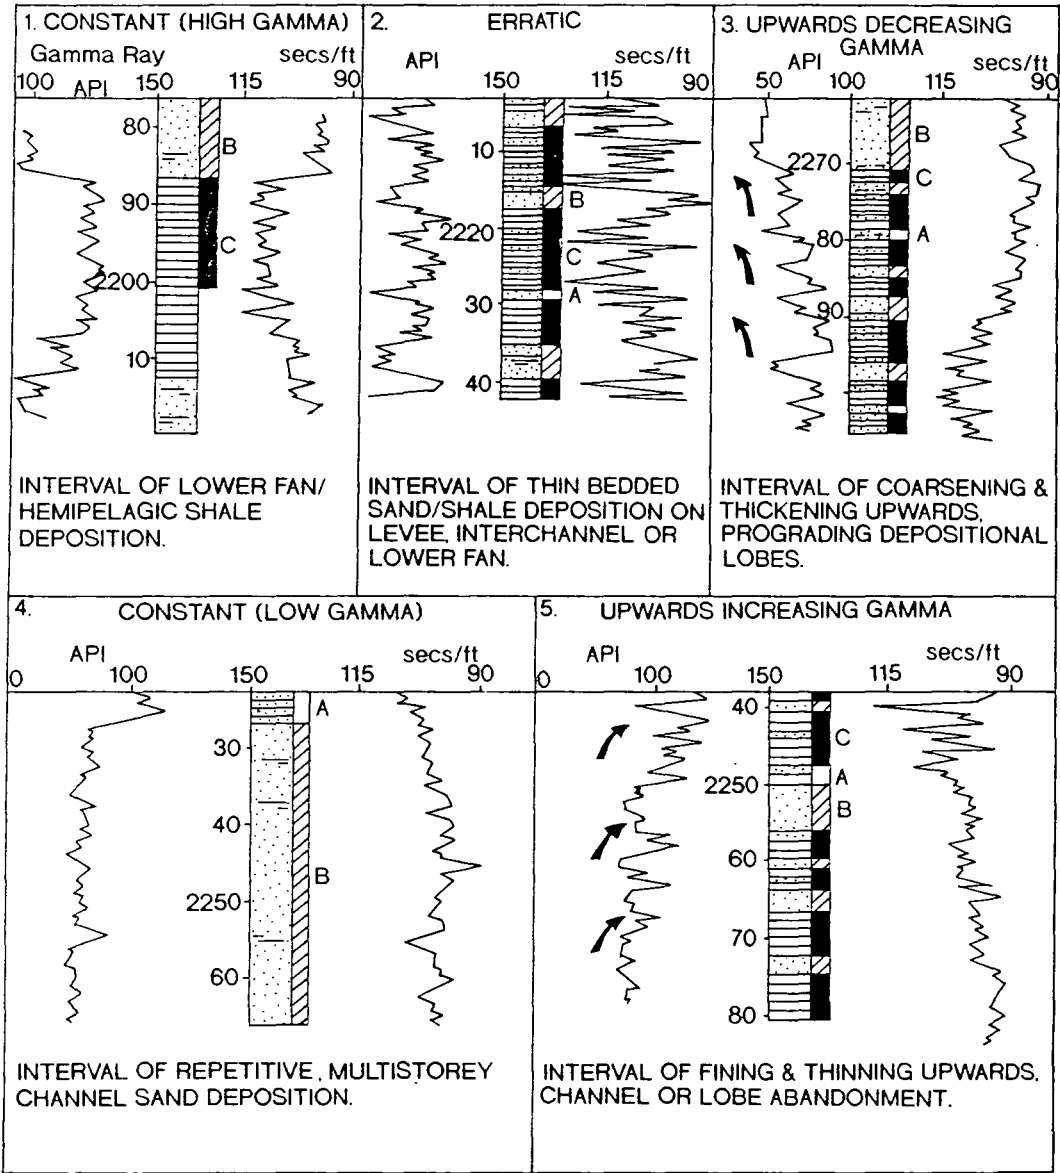 1. CONSTANT (HIGH GAMMA)
Gamma Ray secs/ft
100 API 150 115 90
80
B
90
C
2200
10
INTERVAL OF LOWER FAN/
HEMIPELAGIC SHALE
DEPOSITION.
2. ERRATIC
API secs/ft
150 115 90
10
B
2220
C
A
30
40
INTERVAL OF THIN BEDDED
SAND/SHALE DEPOSITION ON
LEVEE, INTERCHANNEL OR
LOWER FAN.
3. UPWARDS DECREASING
GAMMA
API secs/ft
50 100 115 90
B
2270
C
A
80
90
INTERVAL OF COARSENING &
THICKENING UPWARDS,
PROGRADING DEPOSITIONAL
LOBES.
4. CONSTANT (LOW GAMMA)
API secs/ft
0 100 150 115 90
A
30
40
B
2250
60
INTERVAL OF REPETITIVE, MULTISTOREY
CHANNEL SAND DEPOSITION.
5. UPWARDS INCREASING GAMMA
API secs/ft
0 100 150 115 90
40
C
A
2250
B
60
70
80
INTERVAL OF FINING & THINNING UPWARDS,
CHANNEL OR LOBE ABANDONMENT.